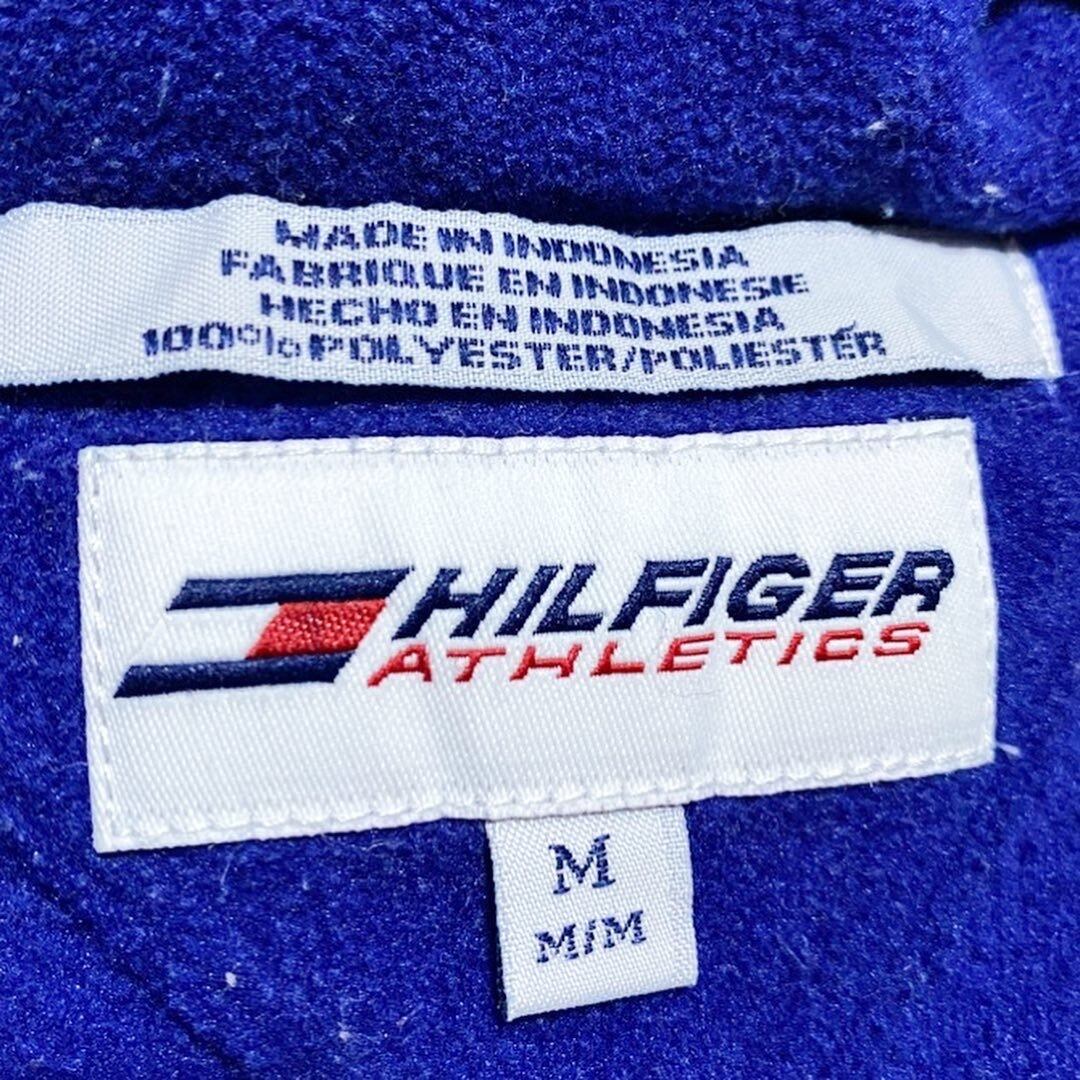 MADE IN INDONESIA
FABRIQUE EN INDONESIE
HECHO EN INDONESIA
100% POLYESTER/POLIESTÉR
HILFIGER
ATHLETICS
M
M/M